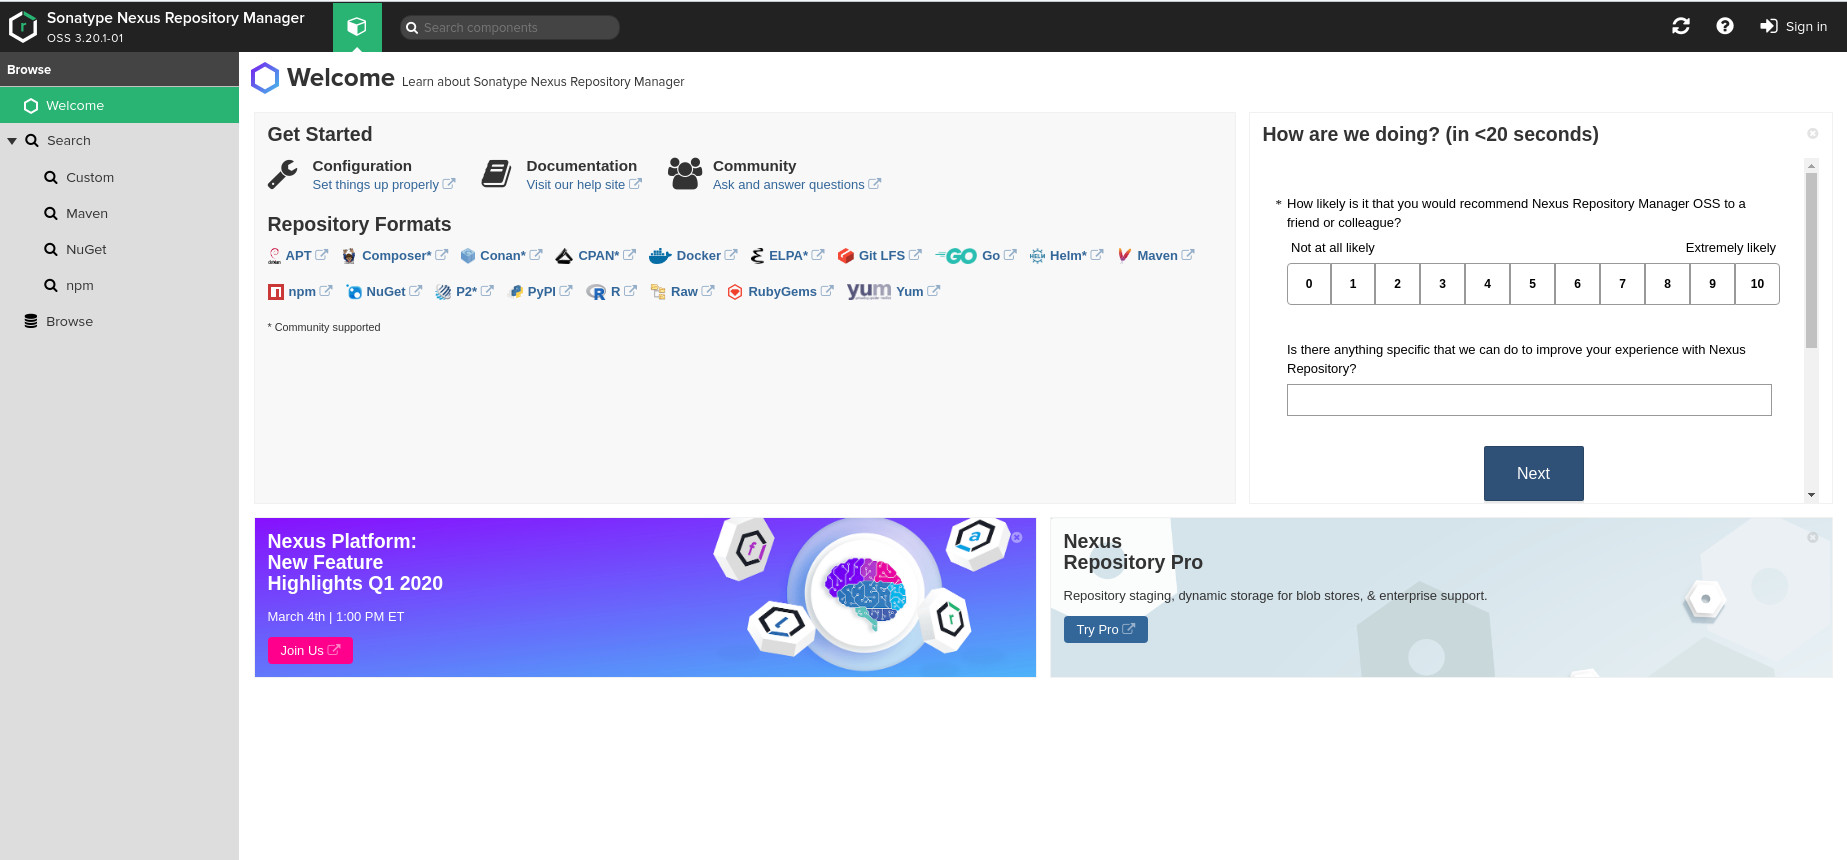 Sonatype Nexus Repository Manager
OSS 3.20.1-01
Search components
Sign in
Browse
Welcome
Search
Custom
Maven
NuGet
npm
Browse
Welcome Learn about Sonatype Nexus Repository Manager
Get Started
Configuration
Set things up properly
Documentation
Visit our help site
Community
Ask and answer questions
Repository Formats
APT Composer* Conan* CPAN* Docker ELPA* Git LFS GO Go HELM Helm* Maven
npm NuGet P2* PyPI R Raw RubyGems yum Yum
* Community supported
How are we doing? (in <20 seconds)
* How likely is it that you would recommend Nexus Repository Manager OSS to a
friend or colleague?
Not at all likely Extremely likely
0 1 2 3 4 5 6 7 8 9 10
Is there anything specific that we can do to improve your experience with Nexus
Repository?
Next
Nexus Platform:
New Feature
Highlights Q1 2020
March 4th | 1:00 PM ET
Join Us
Nexus
Repository Pro
Repository staging, dynamic storage for blob stores, & enterprise support.
Try Pro